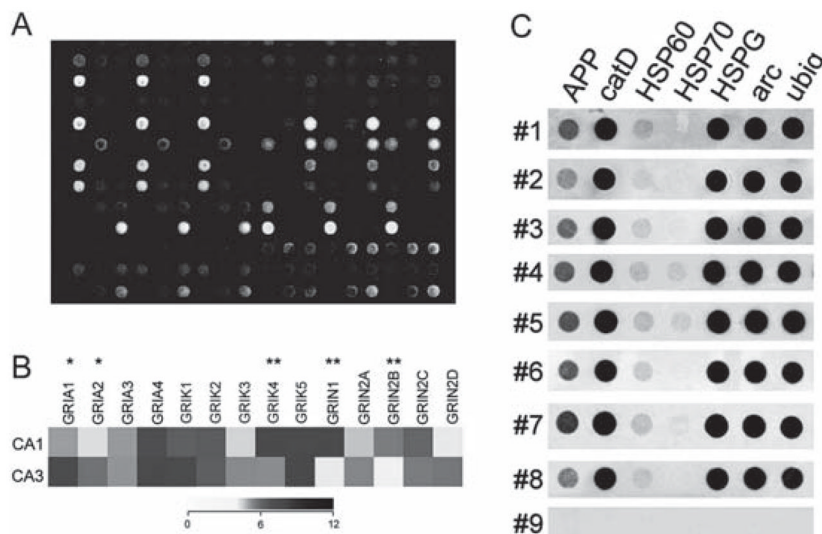 A
B
* * ** ** **
GRIA1 GRIA2 GRIA3 GRIA4 GRIK1 GRIK2 GRIK3 GRIK4 GRIK5 GRIN1 GRIN2A GRIN2B GRIN2C GRIN2D
CA1
CA3
0 6 12
C
APP catD HSP60 HSP70 HSPG arc ubiq
#1
#2
#3
#4
#5
#6
#7
#8
#9